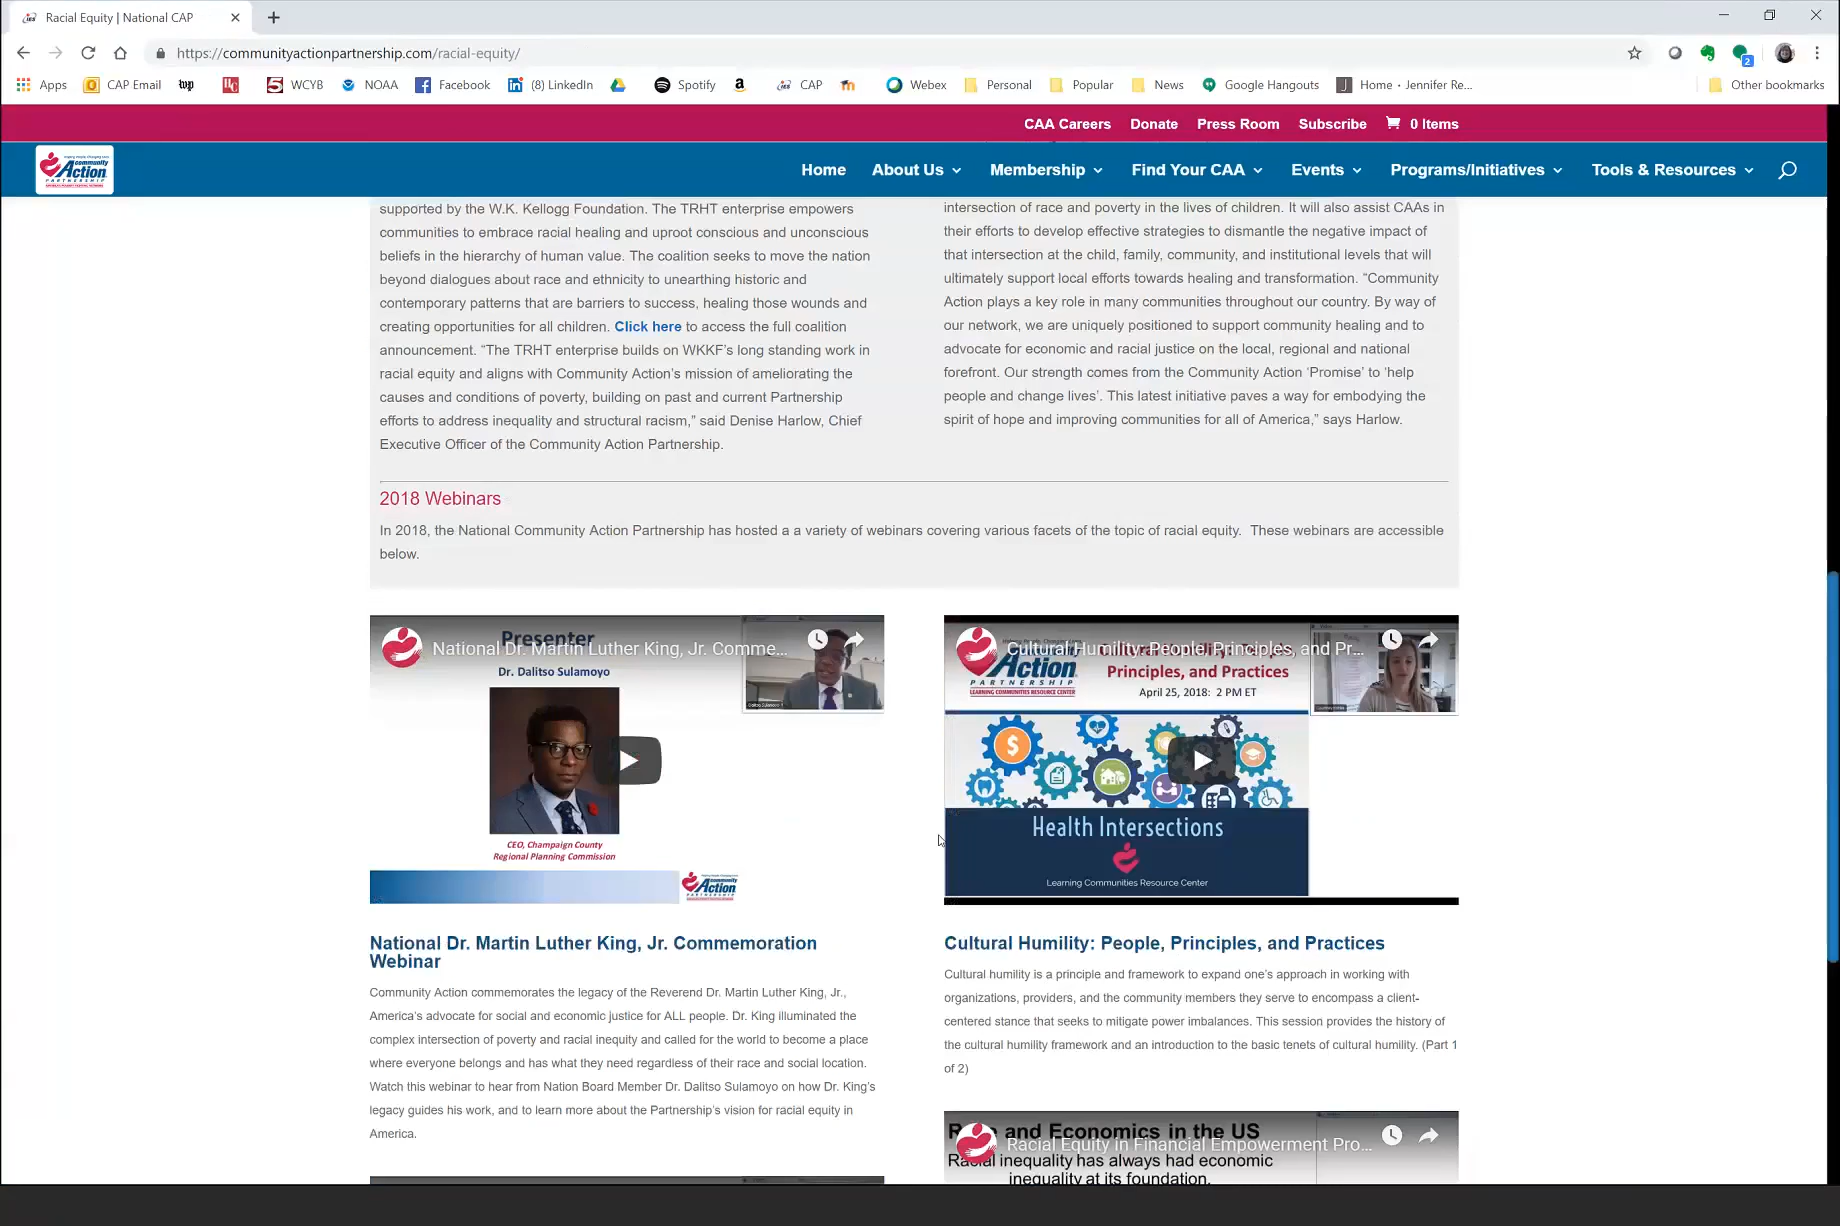 Racial Equity | National CAP
https://communityactionpartnership.com/racial-equity/
2
Apps CAP Email wp WCYB NOAA Facebook (8) LinkedIn Spotify CAP Webex Personal Popular News Google Hangouts Home • Jennifer Re... Other bookmarks
CAA Careers Donate Press Room Subscribe 0 Items
community Action PARTNERSHIP
Home About Us Membership Find Your CAA Events Programs/Initiatives Tools & Resources
supported by the W.K. Kellogg Foundation. The TRHT enterprise empowers
communities to embrace racial healing and uproot conscious and unconscious
beliefs in the hierarchy of human value. The coalition seeks to move the nation
beyond dialogues about race and ethnicity to unearthing historic and
contemporary patterns that are barriers to success, healing those wounds and
creating opportunities for all children. Click here to access the full coalition
announcement. “The TRHT enterprise builds on WKKF’s long standing work in
racial equity and aligns with Community Action’s mission of ameliorating the
causes and conditions of poverty, building on past and current Partnership
efforts to address inequality and structural racism,” said Denise Harlow, Chief
Executive Officer of the Community Action Partnership.
intersection of race and poverty in the lives of children. It will also assist CAAs in
their efforts to develop effective strategies to dismantle the negative impact of
that intersection at the child, family, community, and institutional levels that will
ultimately support local efforts towards healing and transformation. “Community
Action plays a key role in many communities throughout our country. By way of
our network, we are uniquely positioned to support community healing and to
advocate for economic and racial justice on the local, regional and national
forefront. Our strength comes from the Community Action ‘Promise’ to ‘help
people and change lives’. This latest initiative paves a way for embodying the
spirit of hope and improving communities for all of America,” says Harlow.
2018 Webinars
In 2018, the National Community Action Partnership has hosted a a variety of webinars covering various facets of the topic of racial equity. These webinars are accessible
below.
Presenter
National Dr. Martin Luther King, Jr. Comme...
Dr. Dalitso Sulamoyo
CEO, Champaign County
Regional Planning Commission
community Action
Cultural Humility: People, Principles, and Pr...
Action
PARTNERSHIP
LEARNING COMMUNITIES RESOURCE CENTER
Principles, and Practices
April 25, 2018: 2 PM ET
Health Intersections
Learning Communities Resource Center
National Dr. Martin Luther King, Jr. Commemoration
Webinar
Community Action commemorates the legacy of the Reverend Dr. Martin Luther King, Jr.,
America’s advocate for social and economic justice for ALL people. Dr. King illuminated the
complex intersection of poverty and racial inequity and called for the world to become a place
where everyone belongs and has what they need regardless of their race and social location.
Watch this webinar to hear from Nation Board Member Dr. Dalitso Sulamoyo on how Dr. King’s
legacy guides his work, and to learn more about the Partnership’s vision for racial equity in
America.
Cultural Humility: People, Principles, and Practices
Cultural humility is a principle and framework to expand one’s approach in working with
organizations, providers, and the community members they serve to encompass a client-
centered stance that seeks to mitigate power imbalances. This session provides the history of
the cultural humility framework and an introduction to the basic tenets of cultural humility. (Part 1
of 2)
and Economics in the US
Racial Equity in Financial Empowerment Pro...
Racial inequality has always had economic
inequality at its foundation.